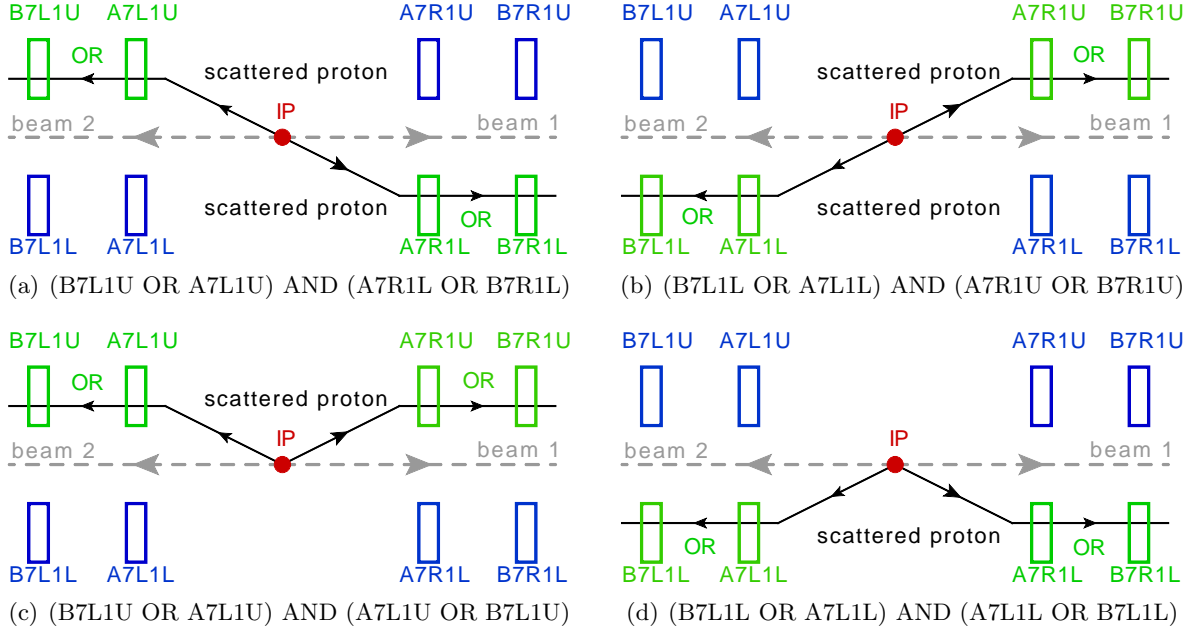 B7L1U A7L1U A7R1U B7R1U
OR
scattered proton
IP
beam 2 beam 1
scattered proton
OR
B7L1L A7L1L A7R1L B7R1L
(a) (B7L1U OR A7L1U) AND (A7R1L OR B7R1L)
B7L1U A7L1U A7R1U B7R1U
OR
scattered proton
IP
beam 2 beam 1
scattered proton
OR
B7L1L A7L1L A7R1L B7R1L
(b) (B7L1L OR A7L1L) AND (A7R1U OR B7R1U)
B7L1U A7L1U A7R1U B7R1U
OR OR
scattered proton
IP
beam 2 beam 1
B7L1L A7L1L A7R1L B7R1L
(c) (B7L1U OR A7L1U) AND (A7L1U OR B7L1U)
B7L1U A7L1U A7R1U B7R1U
IP
beam 2 beam 1
scattered proton
OR OR
B7L1L A7L1L A7R1L B7R1L
(d) (B7L1L OR A7L1L) AND (A7L1L OR B7L1L)